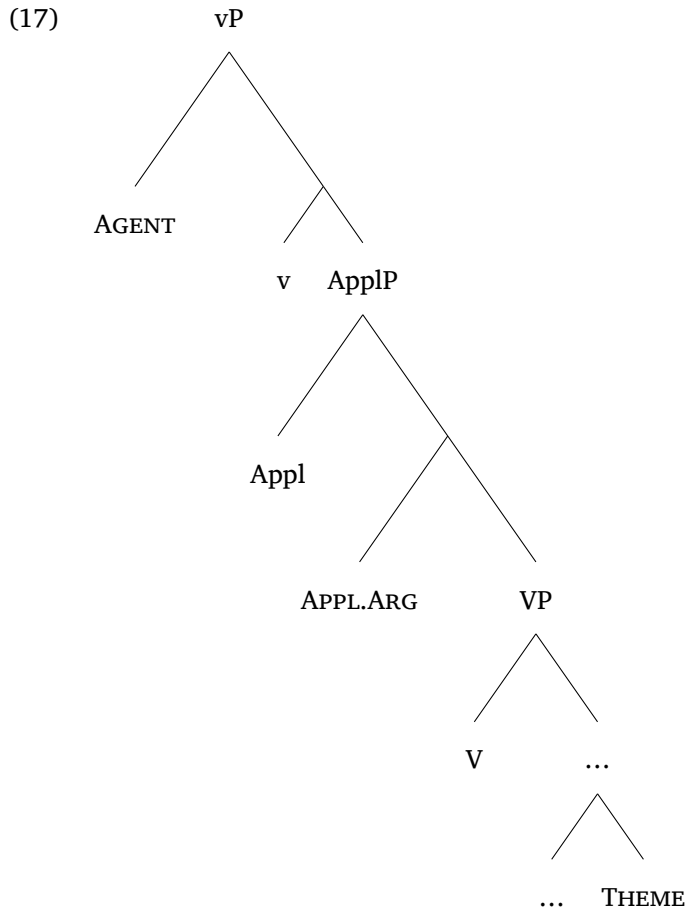 (17) vP
AGENT
v ApplP
Appl
APPL.ARG VP
V ...
... THEME